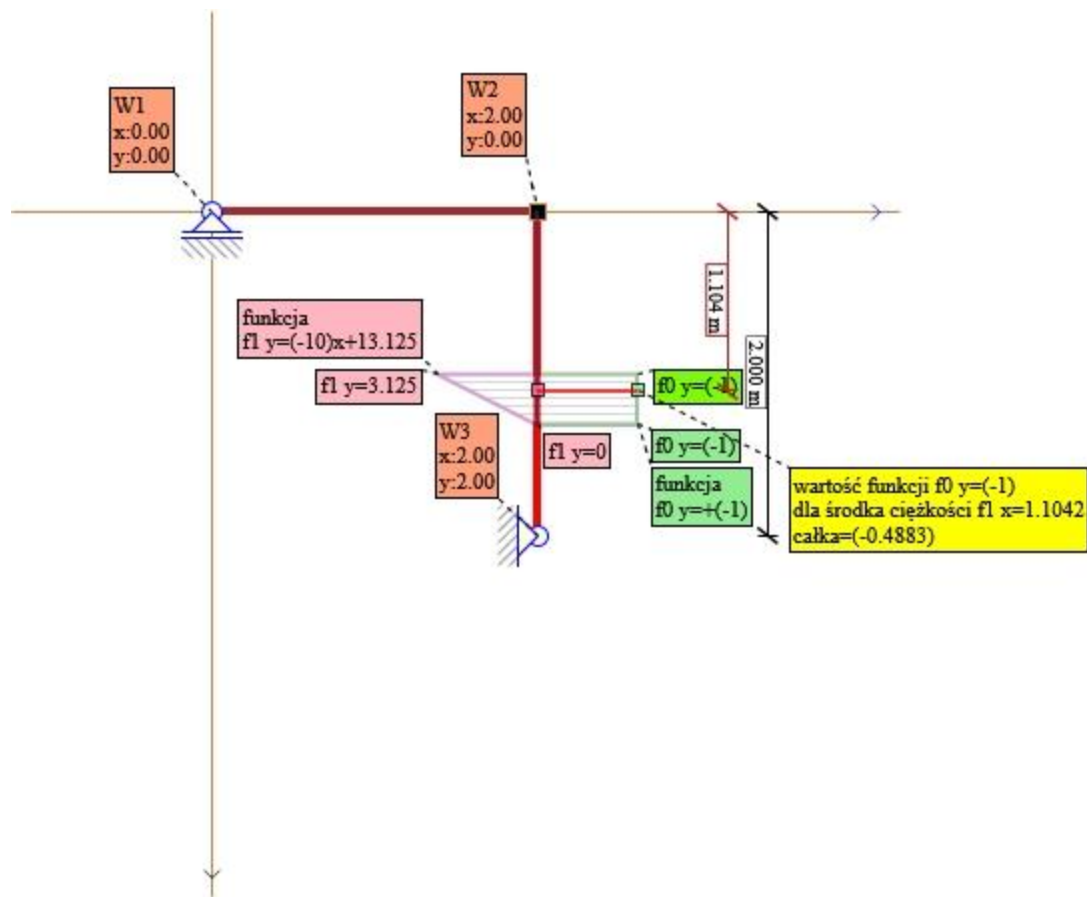 W1
x:0.00
y:0.00
W2
x:2.00
y:0.00
1.104 m
2.000 m
funkcja
f1 y=(-10)x+13.125
f1 y=3.125
f0 y=(-1)
W3
x:2.00
y:2.00
f1 y=0
f0 y=(-1)
funkcja
f0 y=+(-1)
wartość funkcji f0 y=(-1)
dla środka ciężkości f1 x=1.1042
całka=(-0.4883)